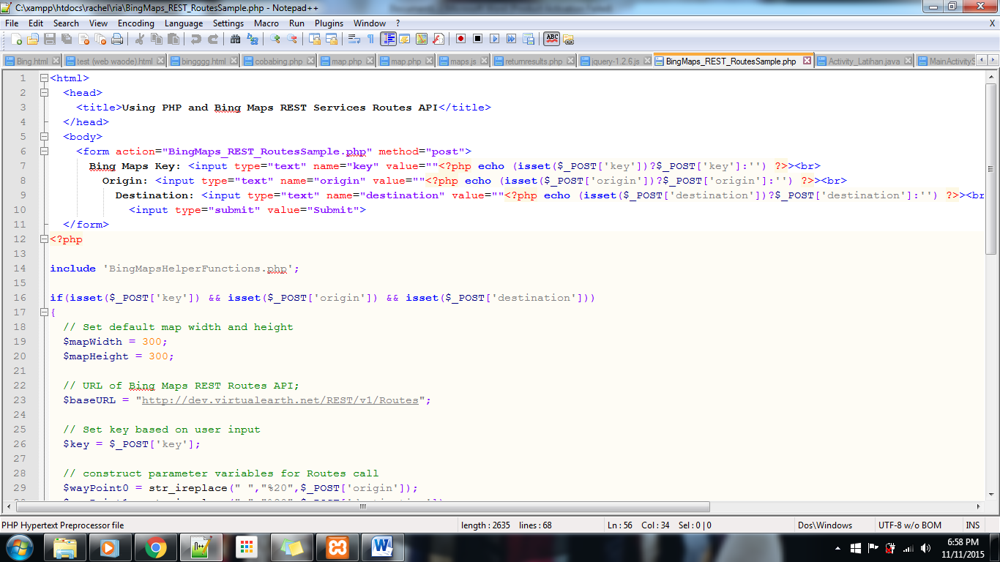 C:\xampp\htdocs\rachel\ria\BingMaps_REST_RoutesSample.php - Notepad++
File Edit Search View Encoding Language Settings Macro Run Plugins Window ? X
Bing.html test (web waode).html bingggg.html cobabing.php map.php map.php maps.js returnresults.php jquery-1.2.6.js BingMaps_REST_RoutesSample.php Activity_Latihan.java MainActivityS
1 <html>
2 <head>
3 <title>Using PHP and Bing Maps REST Services Routes API</title>
4 </head>
5 <body>
6 <form action="BingMaps_REST_RoutesSample.php" method="post">
7 Bing Maps Key: <input type="text" name="key" value=""<?php echo (isset($_POST['key'])?$_POST['key']:'') ?>><br>
8 Origin: <input type="text" name="origin" value=""<?php echo (isset($_POST['origin'])?$_POST['origin']:'') ?>><br>
9 Destination: <input type="text" name="destination" value=""<?php echo (isset($_POST['destination'])?$_POST['destination']:'') ?>><br
10 <input type="submit" value="Submit">
11 </form>
12 <?php
13
14 include 'BingMapsHelperFunctions.php';
15
16 if(isset($_POST['key']) && isset($_POST['origin']) && isset($_POST['destination']))
17 {
18 // Set default map width and height
19 $mapWidth = 300;
20 $mapHeight = 300;
21
22 // URL of Bing Maps REST Routes API;
23 $baseURL = "http://dev.virtualearth.net/REST/v1/Routes";
24
25 // Set key based on user input
26 $key = $_POST['key'];
27
28 // construct parameter variables for Routes call
29 $wayPoint0 = str_ireplace(" ","%20",$_POST['origin']);
PHP Hypertext Preprocessor file length : 2635 lines : 68 Ln : 56 Col : 34 Sel : 0 | 0 Dos\Windows UTF-8 w/o BOM INS
6:58 PM
11/11/2015